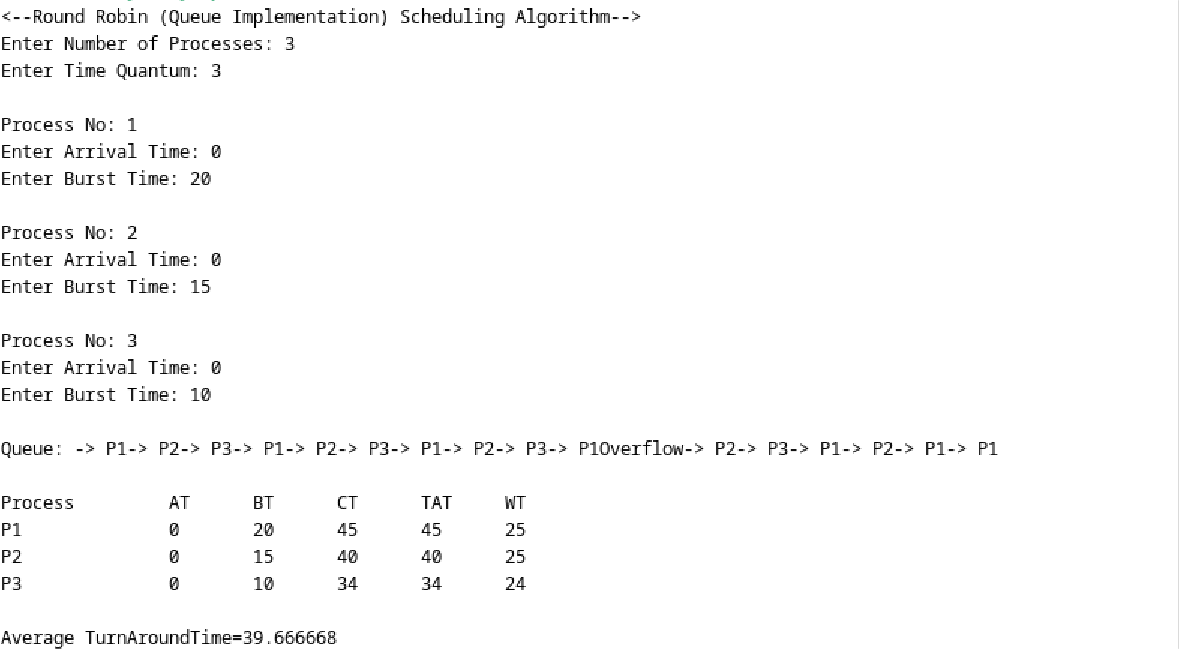 <--Round Robin (Queue Implementation) Scheduling Algorithm-->
Enter Number of Processes: 3
Enter Time Quantum: 3
Process No: 1
Enter Arrival Time: 0
Enter Burst Time: 20
Process No: 2
Enter Arrival Time: 0
Enter Burst Time: 15
Process No: 3
Enter Arrival Time: 0
Enter Burst Time: 10
Queue: -> P1-> P2-> P3-> P1-> P2-> P3-> P1-> P2-> P3-> P1Overflow-> P2-> P3-> P1-> P2-> P1-> P1
Process AT BT CT TAT WT
P1 0 20 45 45 25
P2 0 15 40 40 25
P3 0 10 34 34 24
Average TurnAroundTime=39.666668